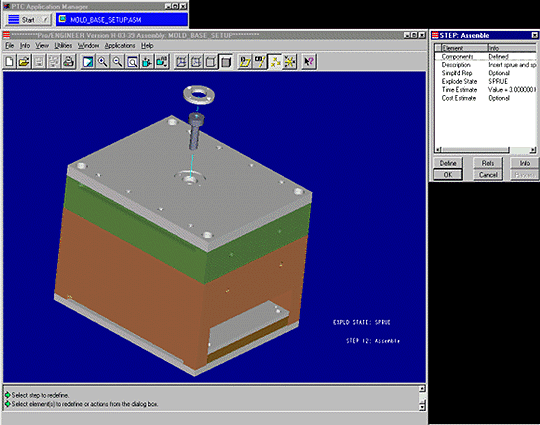 PTC Application Manager
Start
MOLD_BASE_SETUP.ASM
*********Pro/ENGINEER Version H 03 39 Assembly: MOLD_BASE_SETUP**********
File Info View Utilities Window Applications Help
EXPLD STATE: SPRUE
STEP 12: Assemble
Select step to redefine.
Select element(s) to redefine or actions from the dialog box.
STEP: Assemble
Element Info
Components Defined
Description Insert sprue and sp
Simplfd Rep Optional
Explode State SPRUE
Time Estimate Value = 3.0000000
Cost Estimate Optional
Define Refs Info
OK Cancel